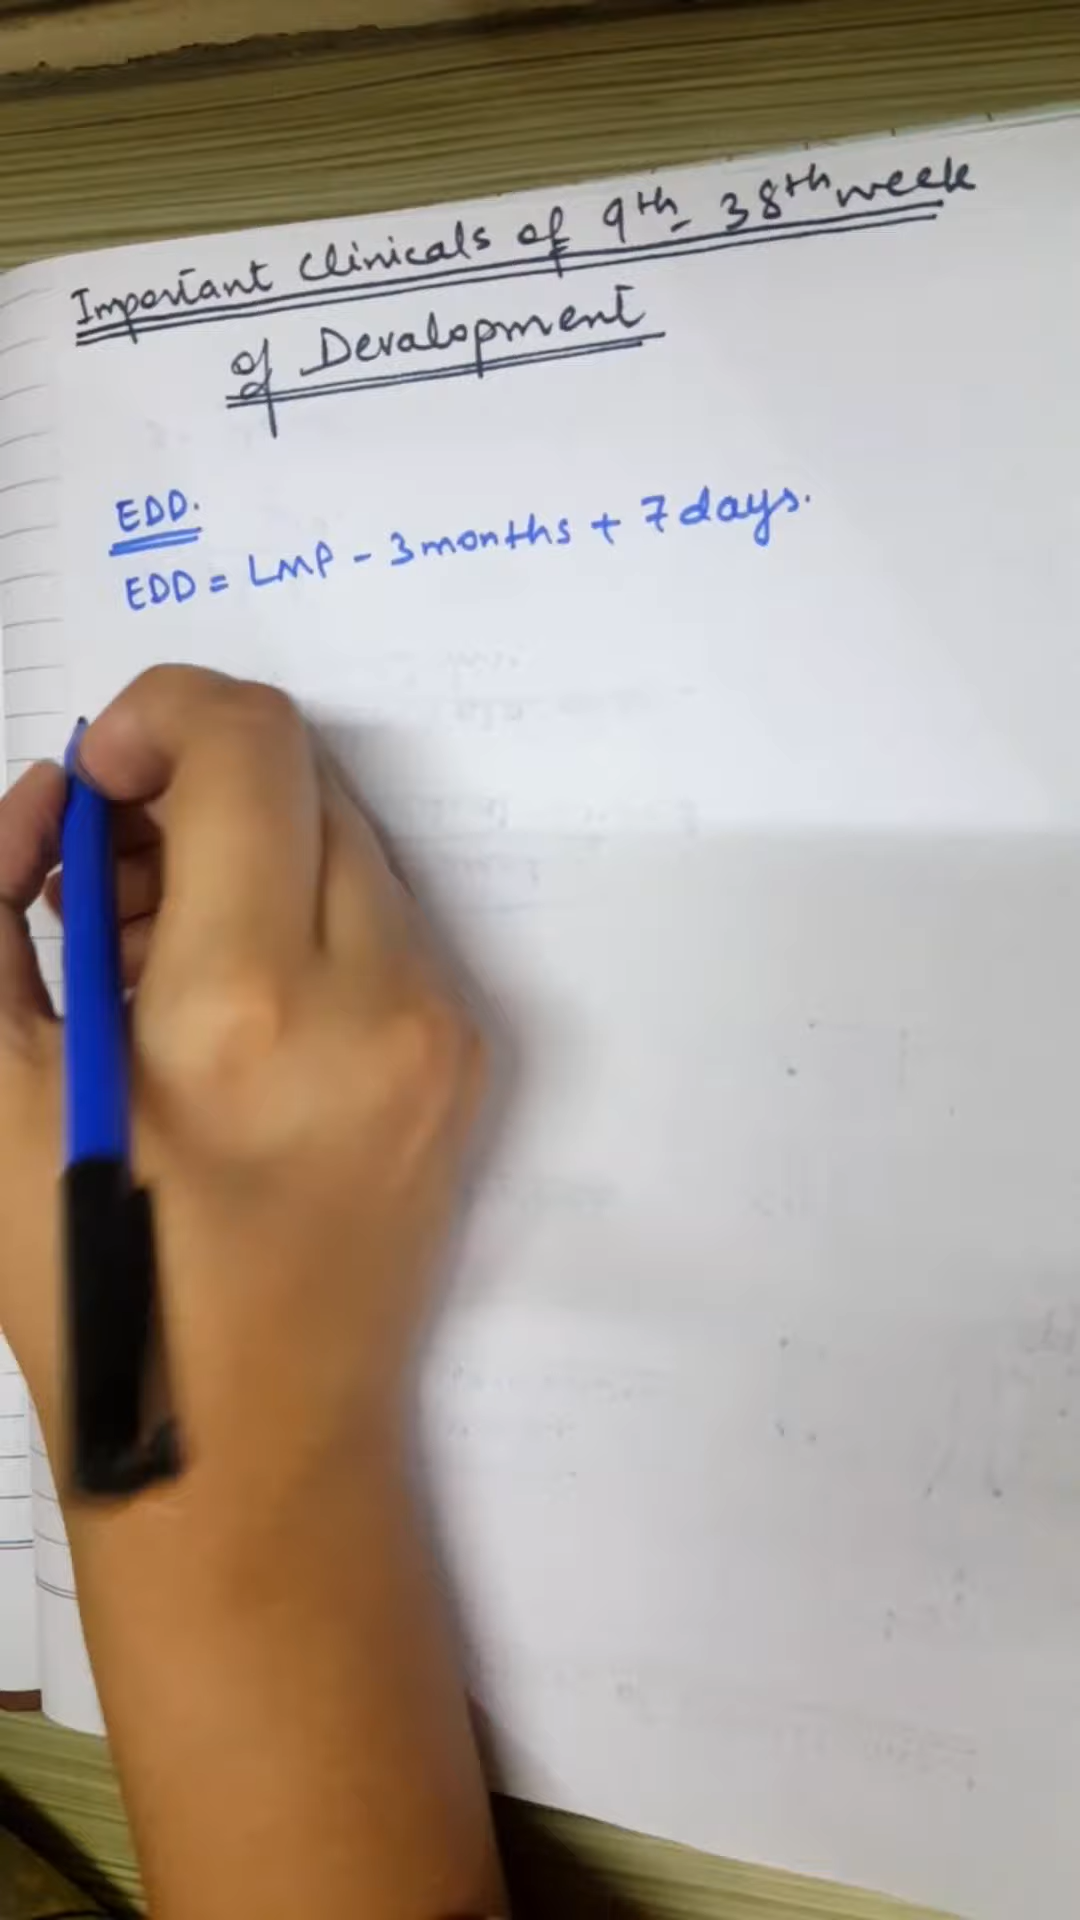 Important Clinicals of 9th - 38th week
of Devalopment
EDD.
EDD = LMP - 3 months + 7 days.